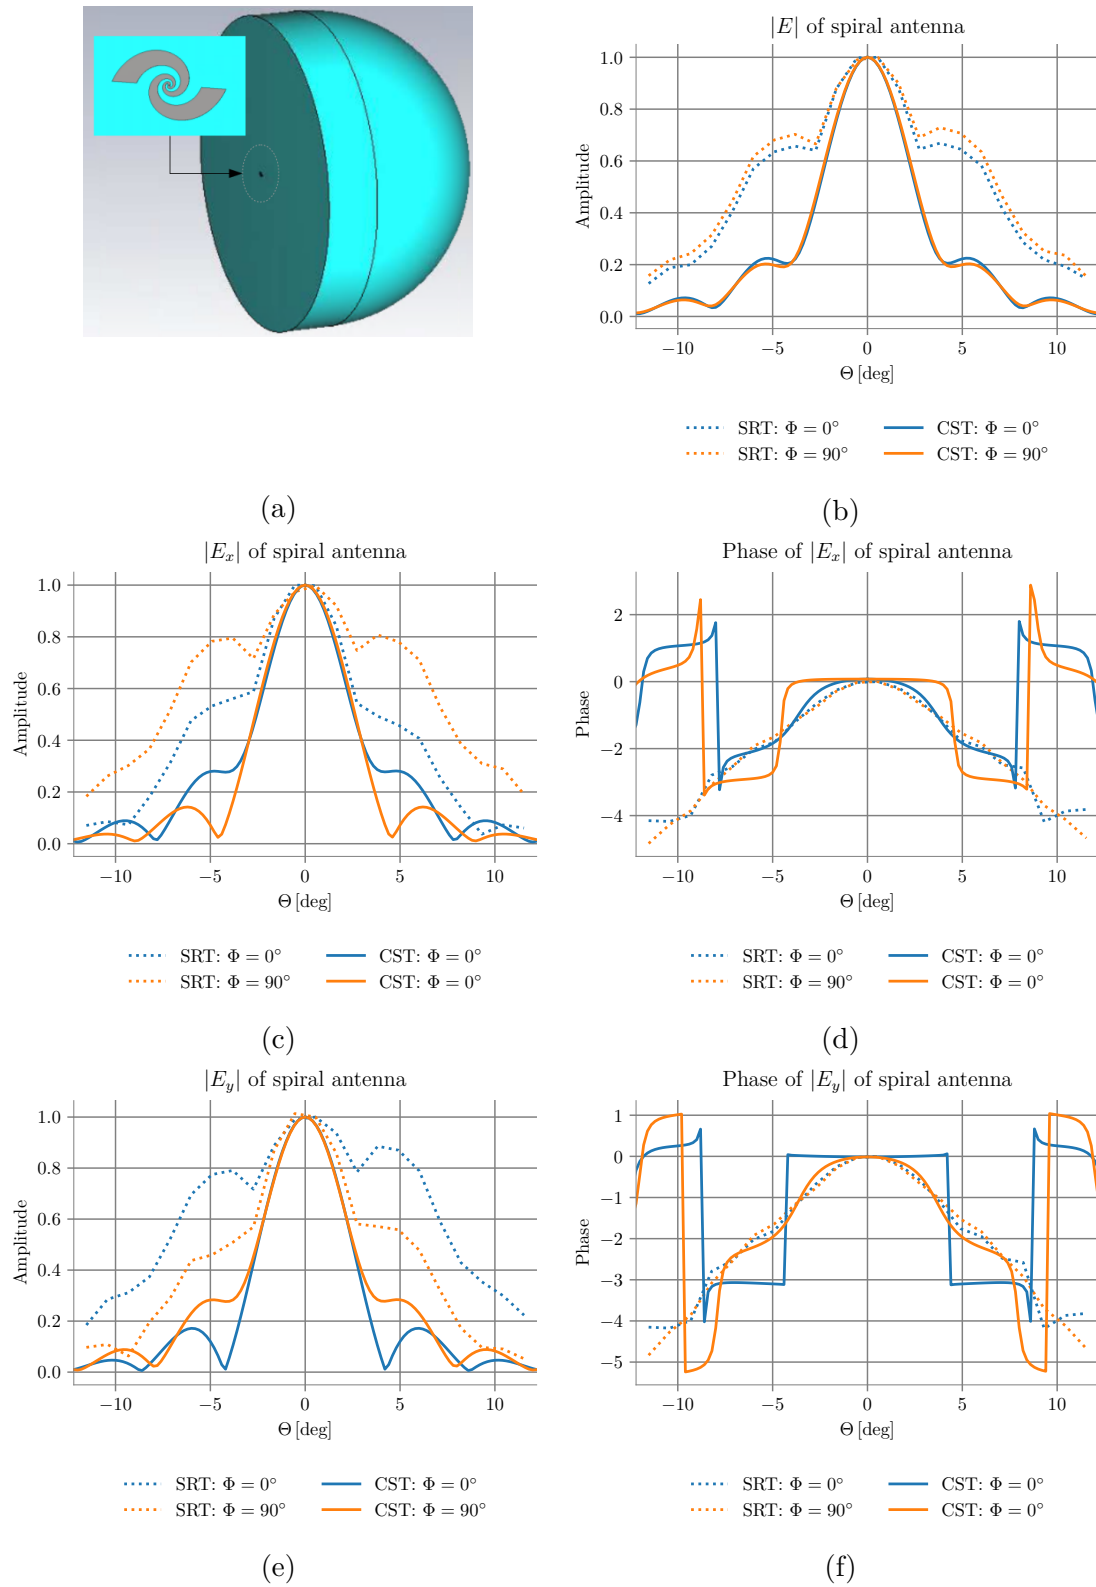 |E| of spiral antenna
1.0
0.8
0.6
0.4
0.2
0.0
Amplitude
−10 −5 0 5 10
Θ [deg]
SRT: Φ = 0° CST: Φ = 0°
SRT: Φ = 90° CST: Φ = 90°
(a)
(b)
|E_x| of spiral antenna
1.0
0.8
0.6
0.4
0.2
0.0
Amplitude
−10 −5 0 5 10
Θ [deg]
SRT: Φ = 0° CST: Φ = 0°
SRT: Φ = 90° CST: Φ = 0°
(c)
Phase of |E_x| of spiral antenna
2
0
−2
−4
Phase
−10 −5 0 5 10
Θ [deg]
SRT: Φ = 0° CST: Φ = 0°
SRT: Φ = 90° CST: Φ = 0°
(d)
|E_y| of spiral antenna
1.0
0.8
0.6
0.4
0.2
0.0
Amplitude
−10 −5 0 5 10
Θ [deg]
SRT: Φ = 0° CST: Φ = 0°
SRT: Φ = 90° CST: Φ = 90°
(e)
Phase of |E_y| of spiral antenna
1
0
−1
−2
−3
−4
−5
Phase
−10 −5 0 5 10
Θ [deg]
SRT: Φ = 0° CST: Φ = 0°
SRT: Φ = 90° CST: Φ = 0°
(f)